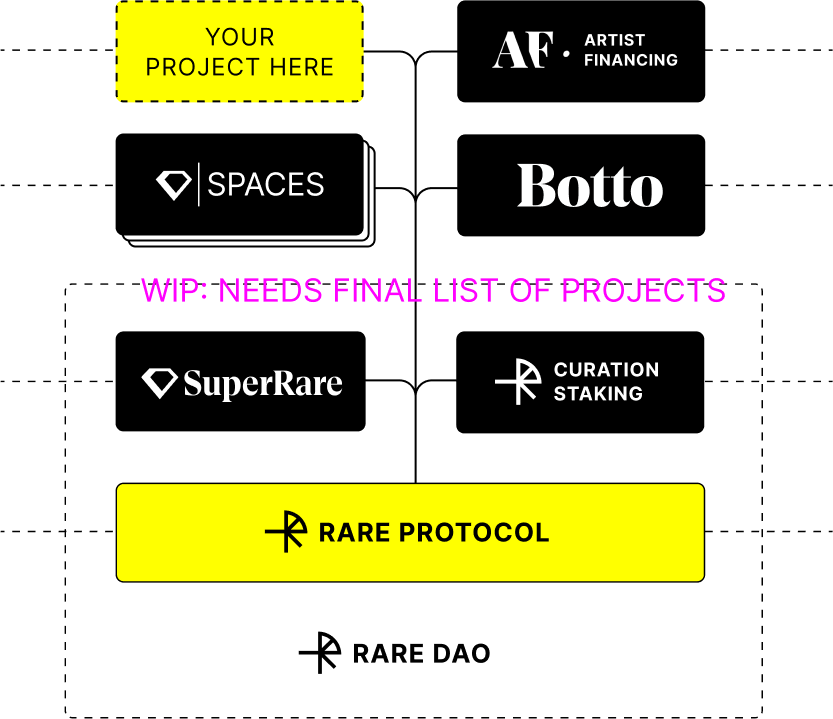 YOUR
PROJECT HERE
AF · ARTIST
FINANCING
SPACES
Botto
WIP: NEEDS FINAL LIST OF PROJECTS
SuperRare
CURATION
STAKING
RARE PROTOCOL
RARE DAO